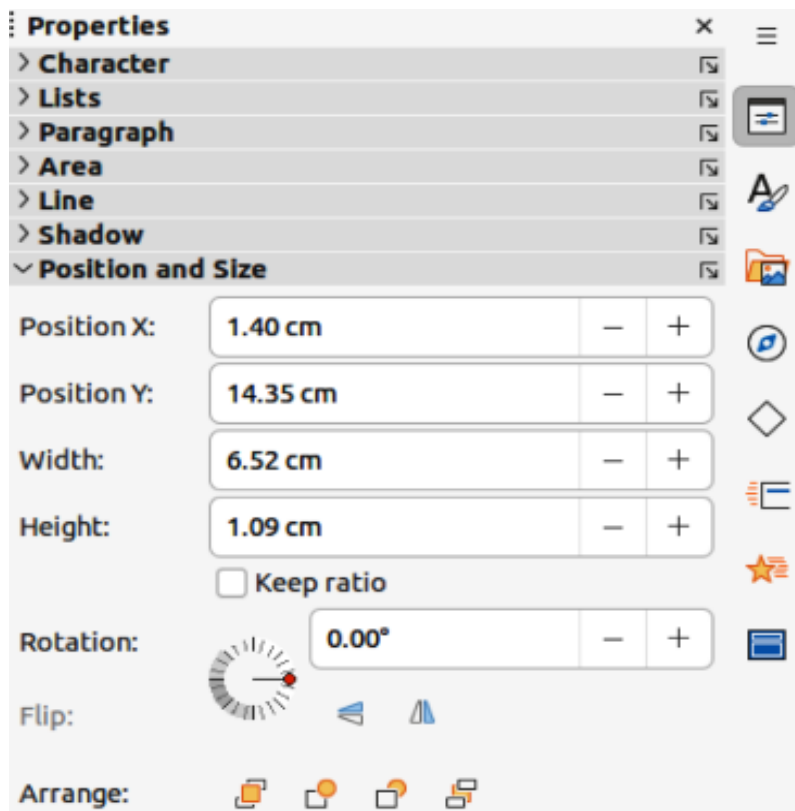 Properties
Character
Lists
Paragraph
Area
Line
Shadow
Position and Size
Position X: 1.40 cm
Position Y: 14.35 cm
Width: 6.52 cm
Height: 1.09 cm
Keep ratio
Rotation: 0.00°
Flip:
Arrange: